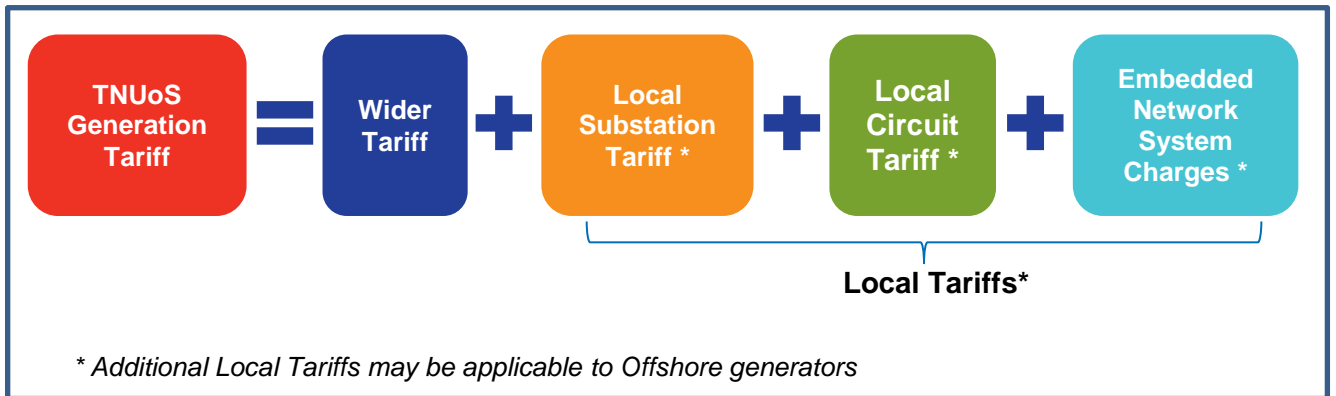 TNUoS
Generation
Tariff
Wider
Tariff
Local
Substation
Tariff *
Local
Circuit
Tariff *
Embedded
Network
System
Charges *
Local Tariffs*
* Additional Local Tariffs may be applicable to Offshore generators